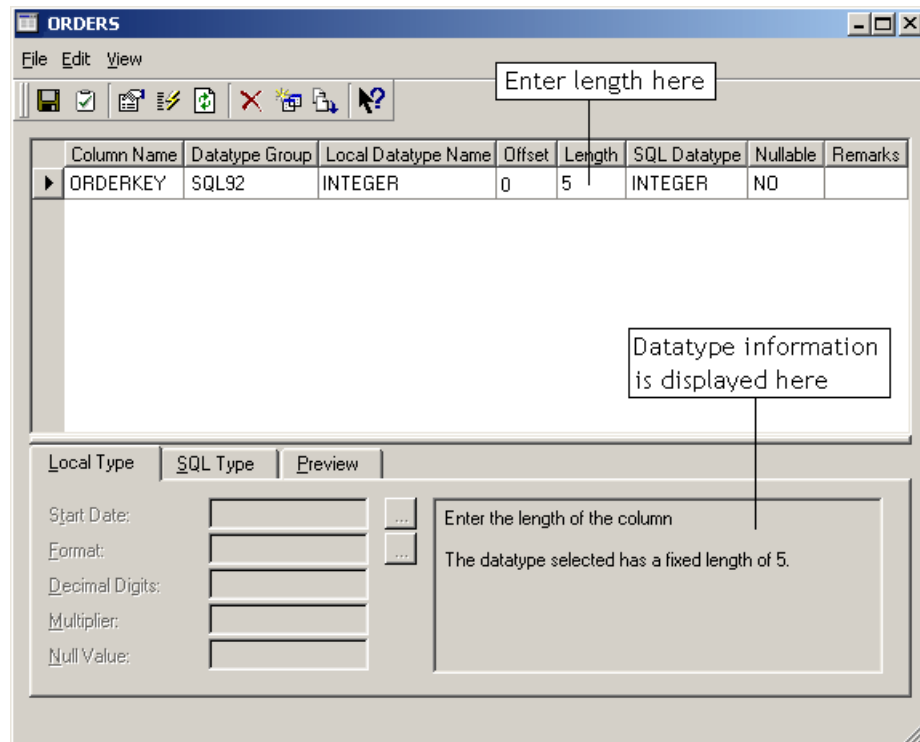 ORDERS
File Edit View
Enter length here
Column Name Datatype Group Local Datatype Name Offset Length SQL Datatype Nullable Remarks
ORDERKEY SQL92 INTEGER 0 5 INTEGER NO
Datatype information
is displayed here
Local Type SQL Type Preview
Start Date: ...
Format: ...
Decimal Digits:
Multiplier:
Null Value:
Enter the length of the column
The datatype selected has a fixed length of 5.